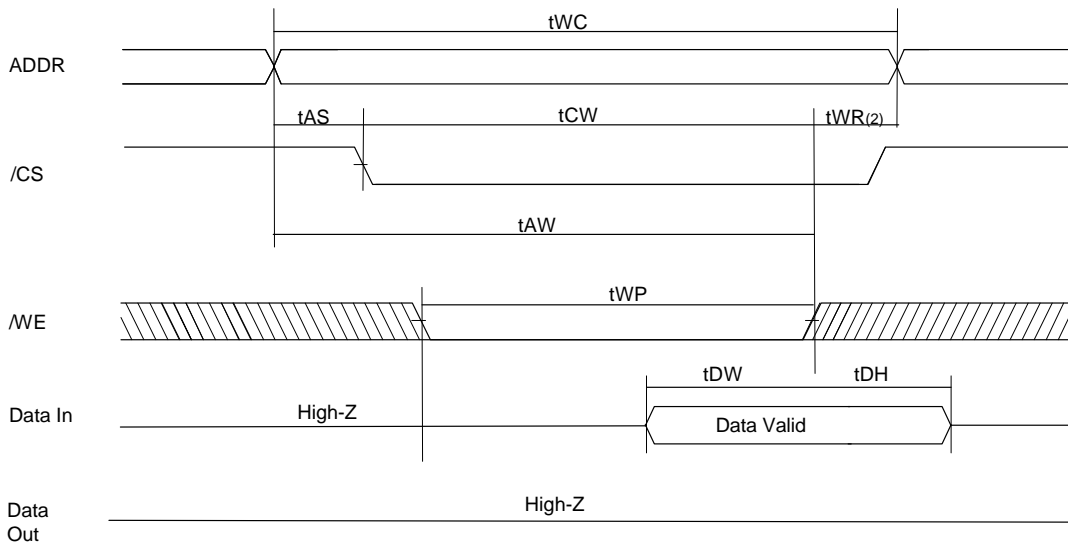 tWC
ADDR
tAS tCW tWR(2)
/CS
tAW
tWP
/WE
tDW tDH
Data In High-Z Data Valid
High-Z
Data
Out